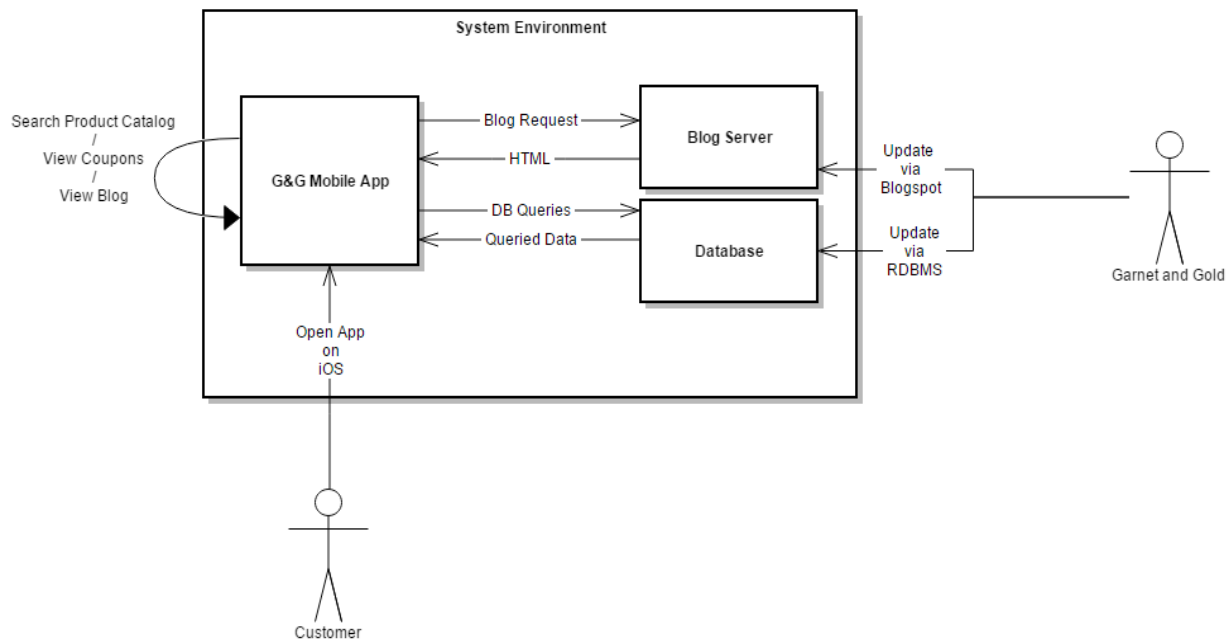 System Environment
Search Product Catalog
/
View Coupons
/
View Blog
G&G Mobile App
Blog Request
HTML
DB Queries
Queried Data
Blog Server
Database
Update
via
Blogspot
Update
via
RDBMS
Garnet and Gold
Open App
on
iOS
Customer